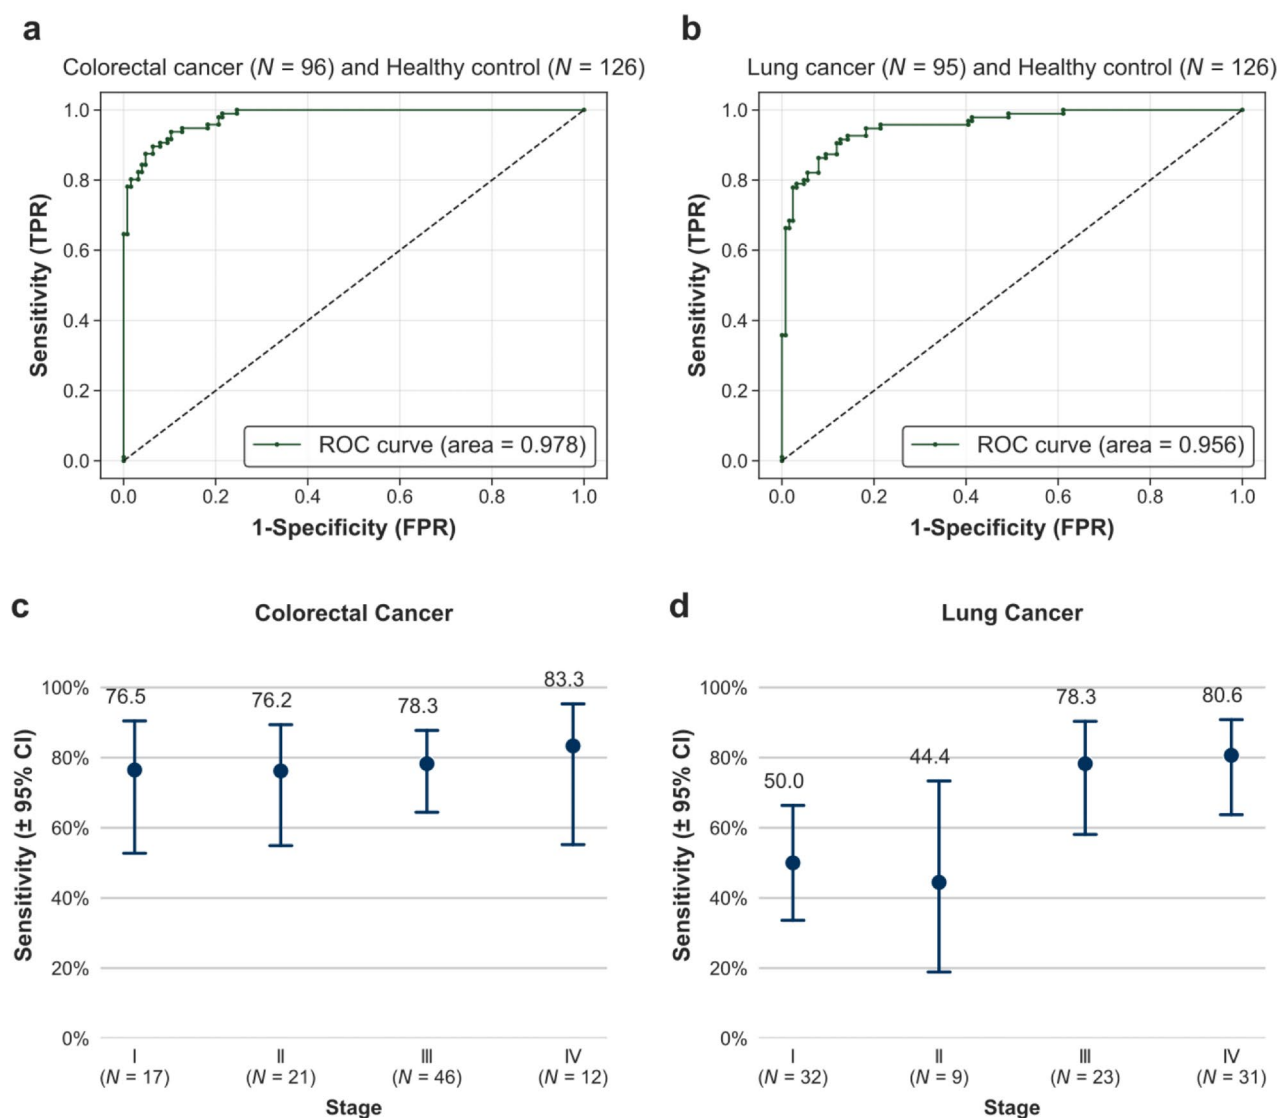 a
Colorectal cancer (N = 96) and Healthy control (N = 126)
1.0
0.8
0.6
0.4
0.2
0.0
Sensitivity (TPR)
ROC curve (area = 0.978)
0.0 0.2 0.4 0.6 0.8 1.0
1-Specificity (FPR)
b
Lung cancer (N = 95) and Healthy control (N = 126)
1.0
0.8
0.6
0.4
0.2
0.0
Sensitivity (TPR)
ROC curve (area = 0.956)
0.0 0.2 0.4 0.6 0.8 1.0
1-Specificity (FPR)
c
Colorectal Cancer
100%
80%
60%
40%
20%
0%
Sensitivity (± 95% CI)
76.5
76.2
78.3
83.3
I II III IV
(N = 17) (N = 21) (N = 46) (N = 12)
Stage
d
Lung Cancer
100%
80%
60%
40%
20%
0%
Sensitivity (± 95% CI)
50.0
44.4
78.3
80.6
I II III IV
(N = 32) (N = 9) (N = 23) (N = 31)
Stage